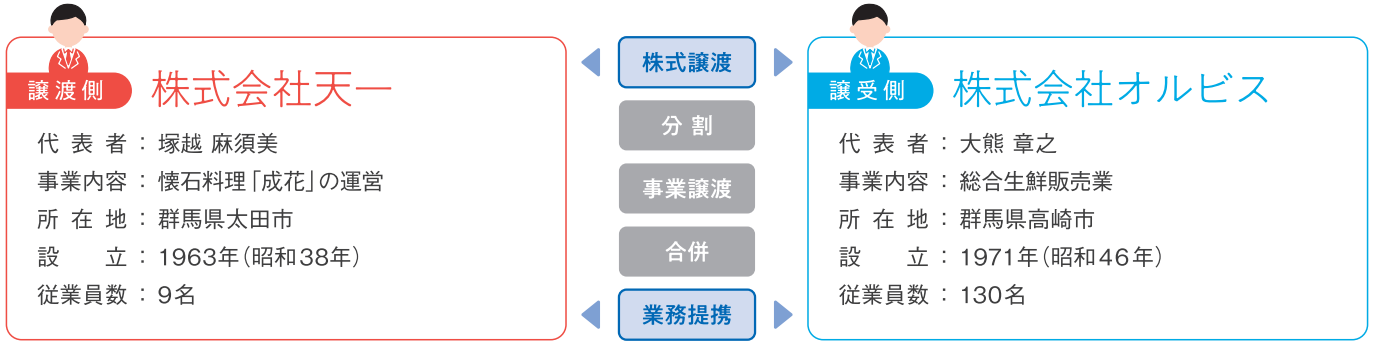 譲渡側
株式会社天一
代表者：塚越 麻須美
事業内容：懐石料理「成花」の運営
所在地：群馬県太田市
設立：1963年（昭和38年）
従業員数：9名
株式譲渡
分割
事業譲渡
合併
業務提携
譲受側
株式会社オルビス
代表者：大熊 章之
事業内容：総合生鮮販売業
所在地：群馬県高崎市
設立：1971年（昭和46年）
従業員数：130名